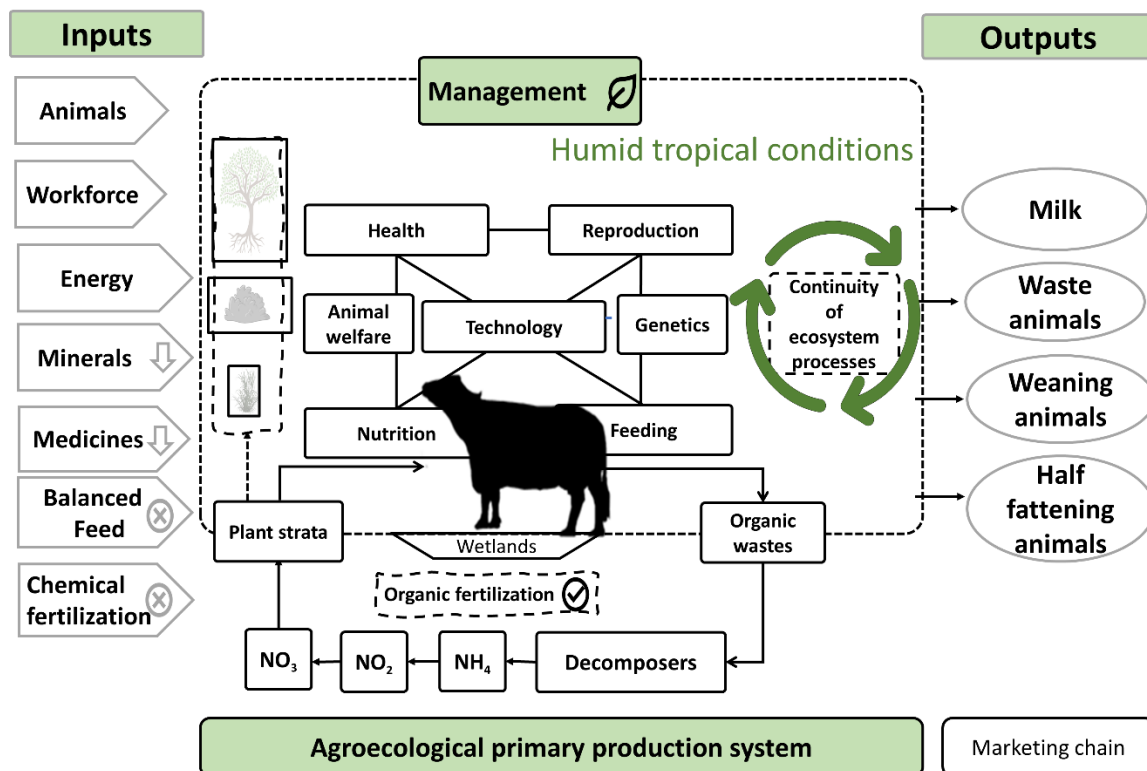 Inputs
Outputs
Management
Humid tropical conditions
Animals
Workforce
Energy
Minerals
Medicines
Balanced
Feed
Chemical
fertilization
Health
Reproduction
Animal
welfare
Technology
Genetics
Nutrition
Feeding
Continuity
of
ecosystem
processes
Milk
Waste
animals
Weaning
animals
Half
fattening
animals
Plant strata
Wetlands
Organic
wastes
Organic fertilization
NO₃
NO₂
NH₄
Decomposers
Agroecological primary production system
Marketing chain